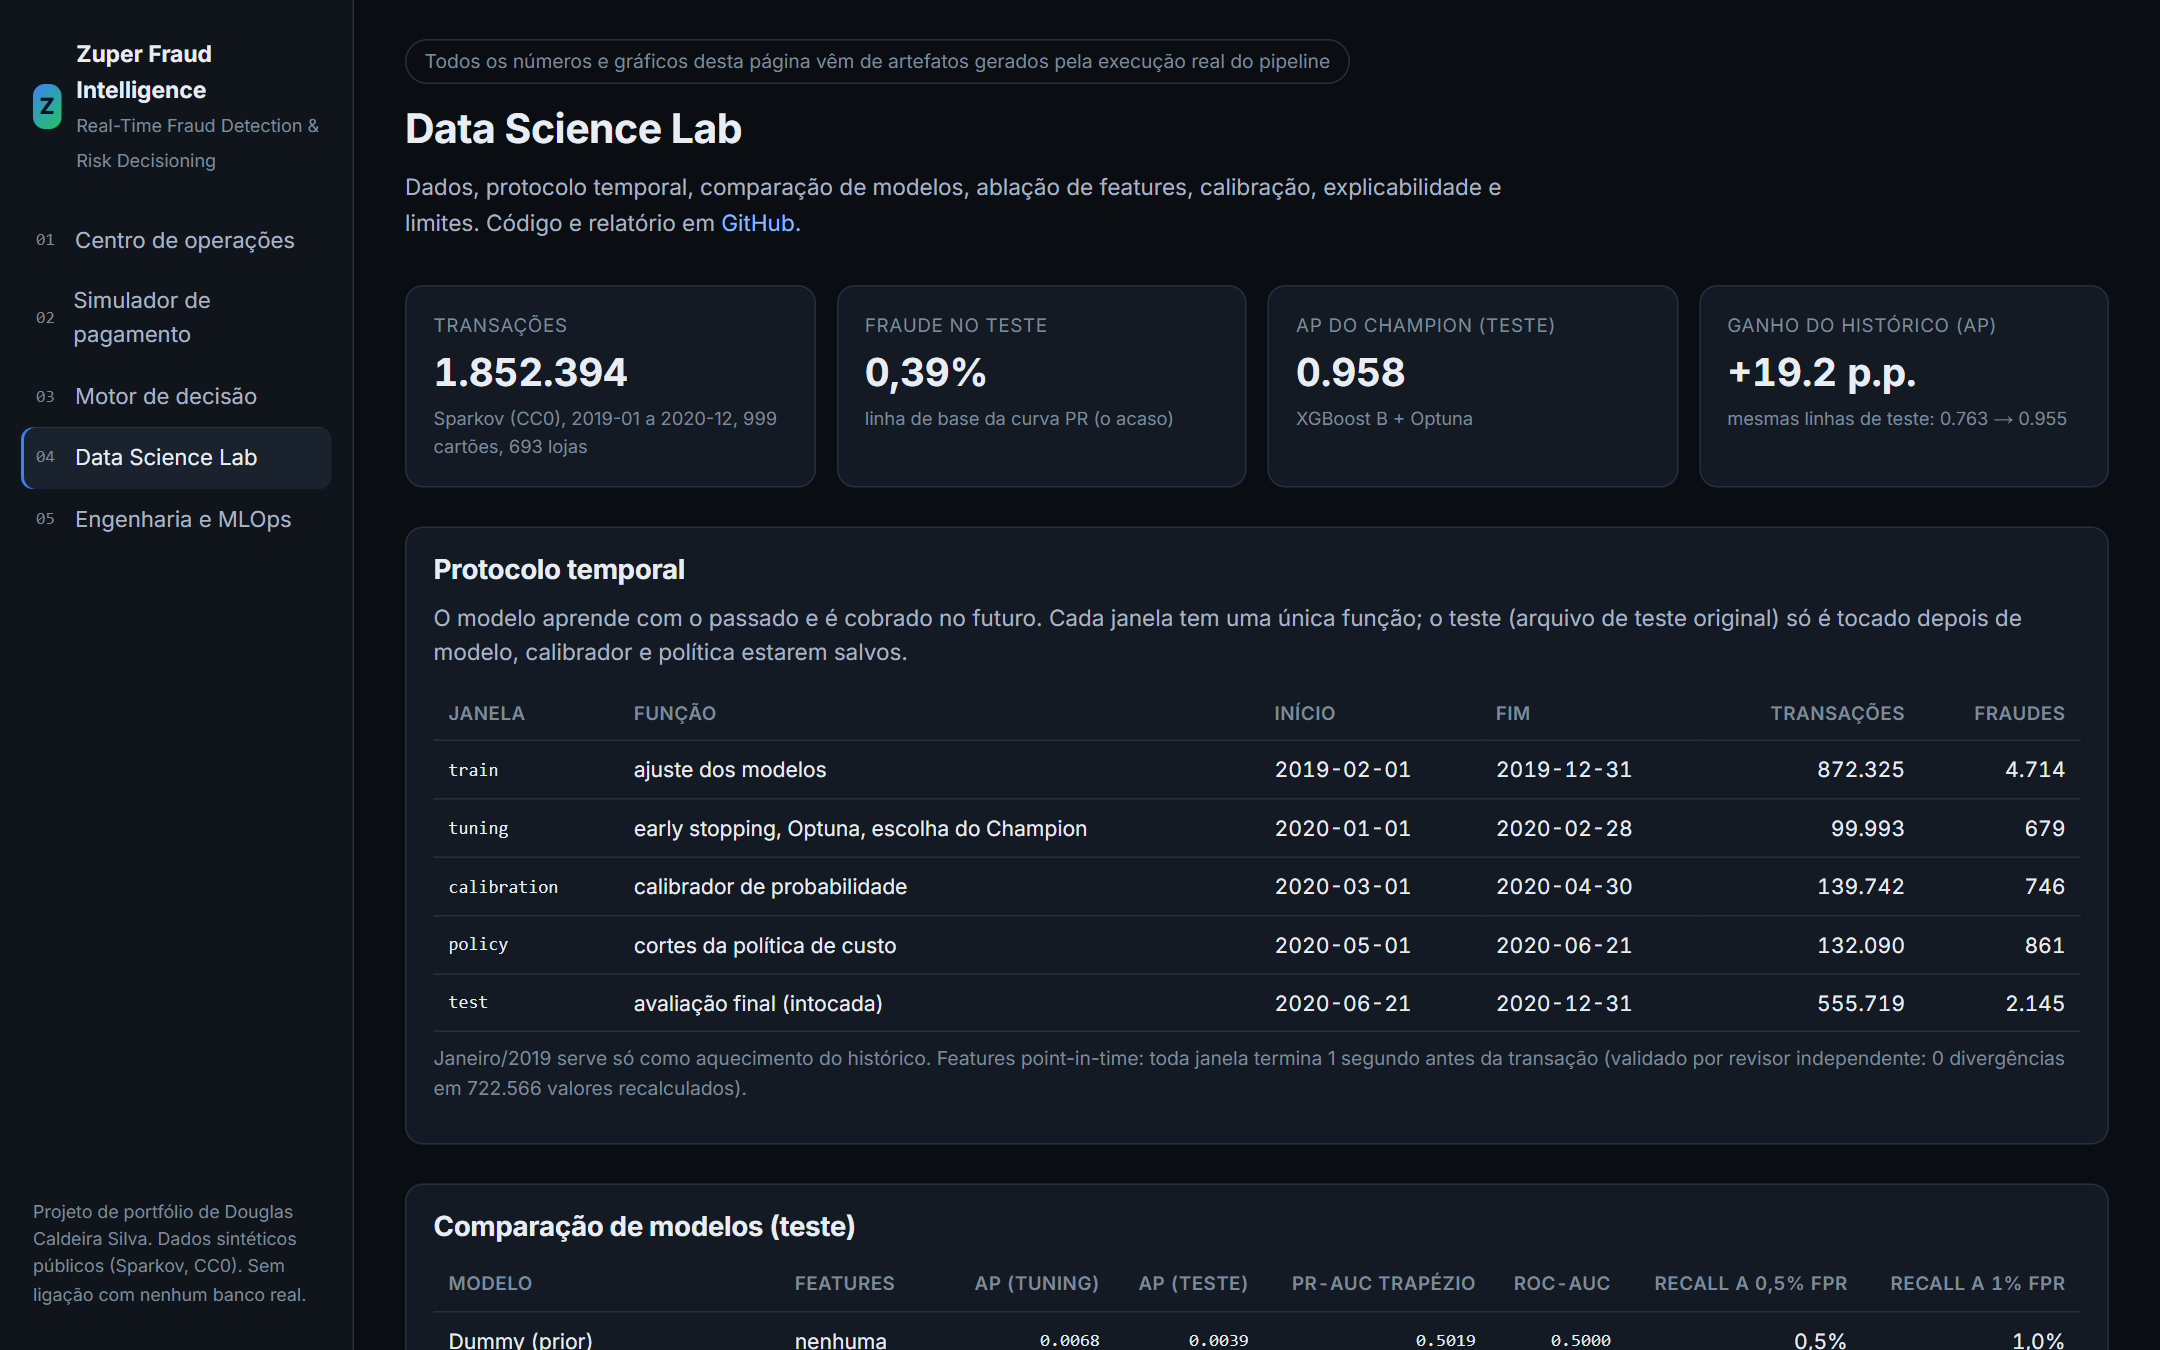 Zuper Fraud
Intelligence
Z
Real-Time Fraud Detection &
Risk Decisioning
01 Centro de operações
02 Simulador de
pagamento
03 Motor de decisão
04 Data Science Lab
05 Engenharia e MLOps
Projeto de portfólio de Douglas
Caldeira Silva. Dados sintéticos
públicos (Sparkov, CC0). Sem
ligação com nenhum banco real.
Todos os números e gráficos desta página vêm de artefatos gerados pela execução real do pipeline
Data Science Lab
Dados, protocolo temporal, comparação de modelos, ablação de features, calibração, explicabilidade e
limites. Código e relatório em GitHub.
TRANSAÇÕES
1.852.394
Sparkov (CC0), 2019-01 a 2020-12, 999
cartões, 693 lojas
FRAUDE NO TESTE
0,39%
linha de base da curva PR (o acaso)
AP DO CHAMPION (TESTE)
0.958
XGBoost B + Optuna
GANHO DO HISTÓRICO (AP)
+19.2 p.p.
mesmas linhas de teste: 0.763 → 0.955
Protocolo temporal
O modelo aprende com o passado e é cobrado no futuro. Cada janela tem uma única função; o teste (arquivo de teste original) só é tocado depois de
modelo, calibrador e política estarem salvos.
JANELA FUNÇÃO INÍCIO FIM TRANSAÇÕES FRAUDES
train ajuste dos modelos 2019-02-01 2019-12-31 872.325 4.714
tuning early stopping, Optuna, escolha do Champion 2020-01-01 2020-02-28 99.993 679
calibration calibrador de probabilidade 2020-03-01 2020-04-30 139.742 746
policy cortes da política de custo 2020-05-01 2020-06-21 132.090 861
test avaliação final (intocada) 2020-06-21 2020-12-31 555.719 2.145
Janeiro/2019 serve só como aquecimento do histórico. Features point-in-time: toda janela termina 1 segundo antes da transação (validado por revisor independente: 0 divergências
em 722.566 valores recalculados).
Comparação de modelos (teste)
MODELO FEATURES AP (TUNING) AP (TESTE) PR-AUC TRAPÉZIO ROC-AUC RECALL A 0,5% FPR RECALL A 1% FPR
Dummy (prior) nenhuma 0.0068 0.0039 0.5019 0.5000 0,5% 1,0%